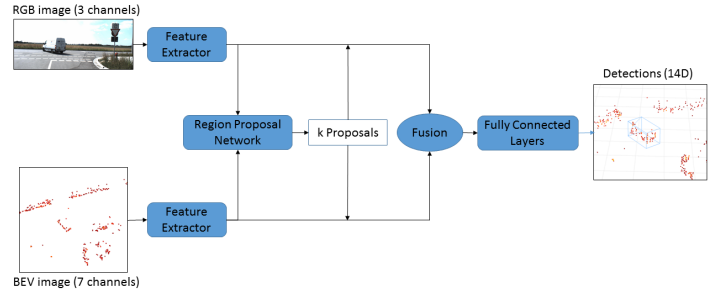 RGB image (3 channels)
Feature
Extractor
Detections (14D)
Region Proposal
Network
k Proposals
Fusion
Fully Connected
Layers
Feature
Extractor
BEV image (7 channels)